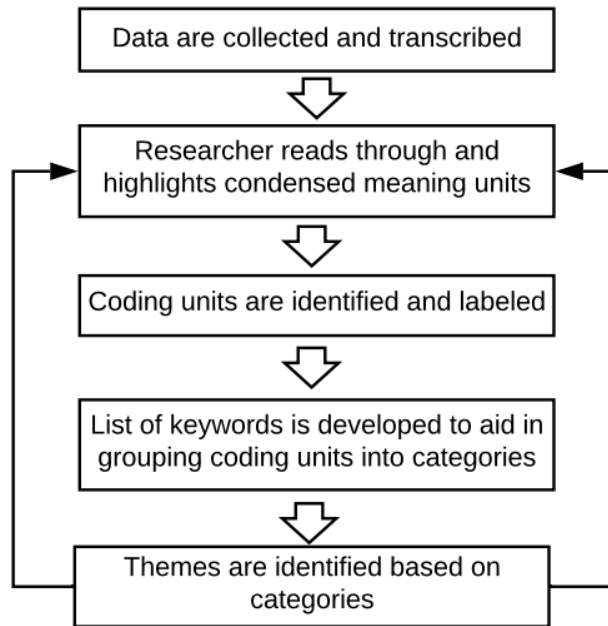 Data are collected and transcribed
Researcher reads through and
highlights condensed meaning units
Coding units are identified and labeled
List of keywords is developed to aid in
grouping coding units into categories
Themes are identified based on
categories